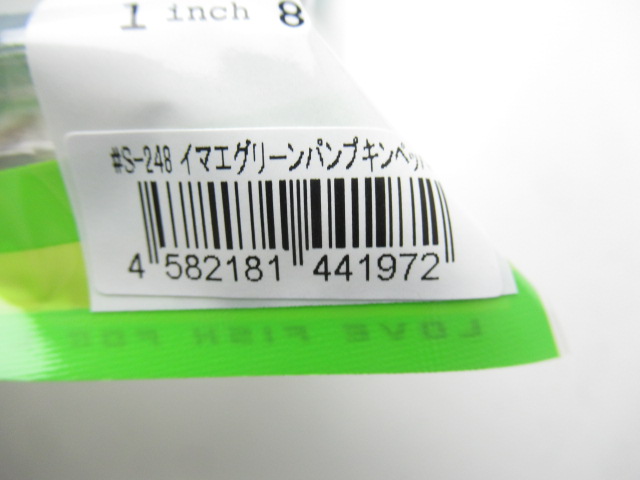 1 inch 8
#S-248 イマエグリーンパンプキンペッパ
4 582181 441972
LOVE FISH FOR